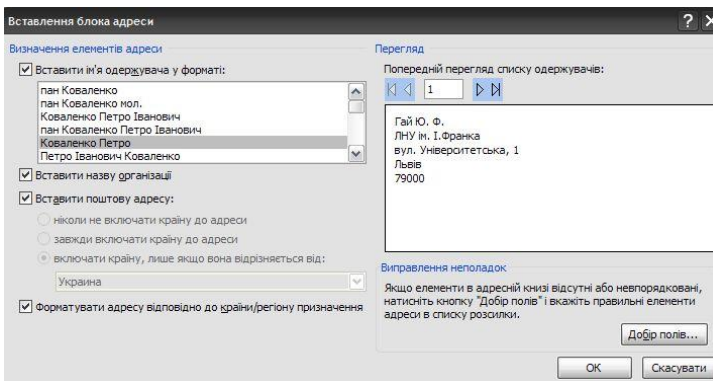 Вставлення блока адреси
Визначення елементів адреси
Вставити ім'я одержувача у форматі:
пан Коваленко
пан Коваленко мол.
Коваленко Петро Іванович
пан Коваленко Петро Іванович
Коваленко Петро
Петро Іванович Коваленко
Вставити назву організації
Вставити поштову адресу:
ніколи не включати країну до адреси
завжди включати країну до адреси
включати країну, лише якщо вона відрізняється від:
Украина
Форматувати адресу відповідно до країни/регіону призначення
Перегляд
Попередній перегляд списку одержувачів:
1
Гай Ю. Ф.
ЛНУ ім. І.Франка
вул. Університетська, 1
Львів
79000
Виправлення неполадок
Якщо елементи в адресній книзі відсутні або невпорядковані,
натисніть кнопку "Добір полів" і вкажіть правильні елементи
адреси в списку розсилки.
Добір полів...
ОК
Скасувати